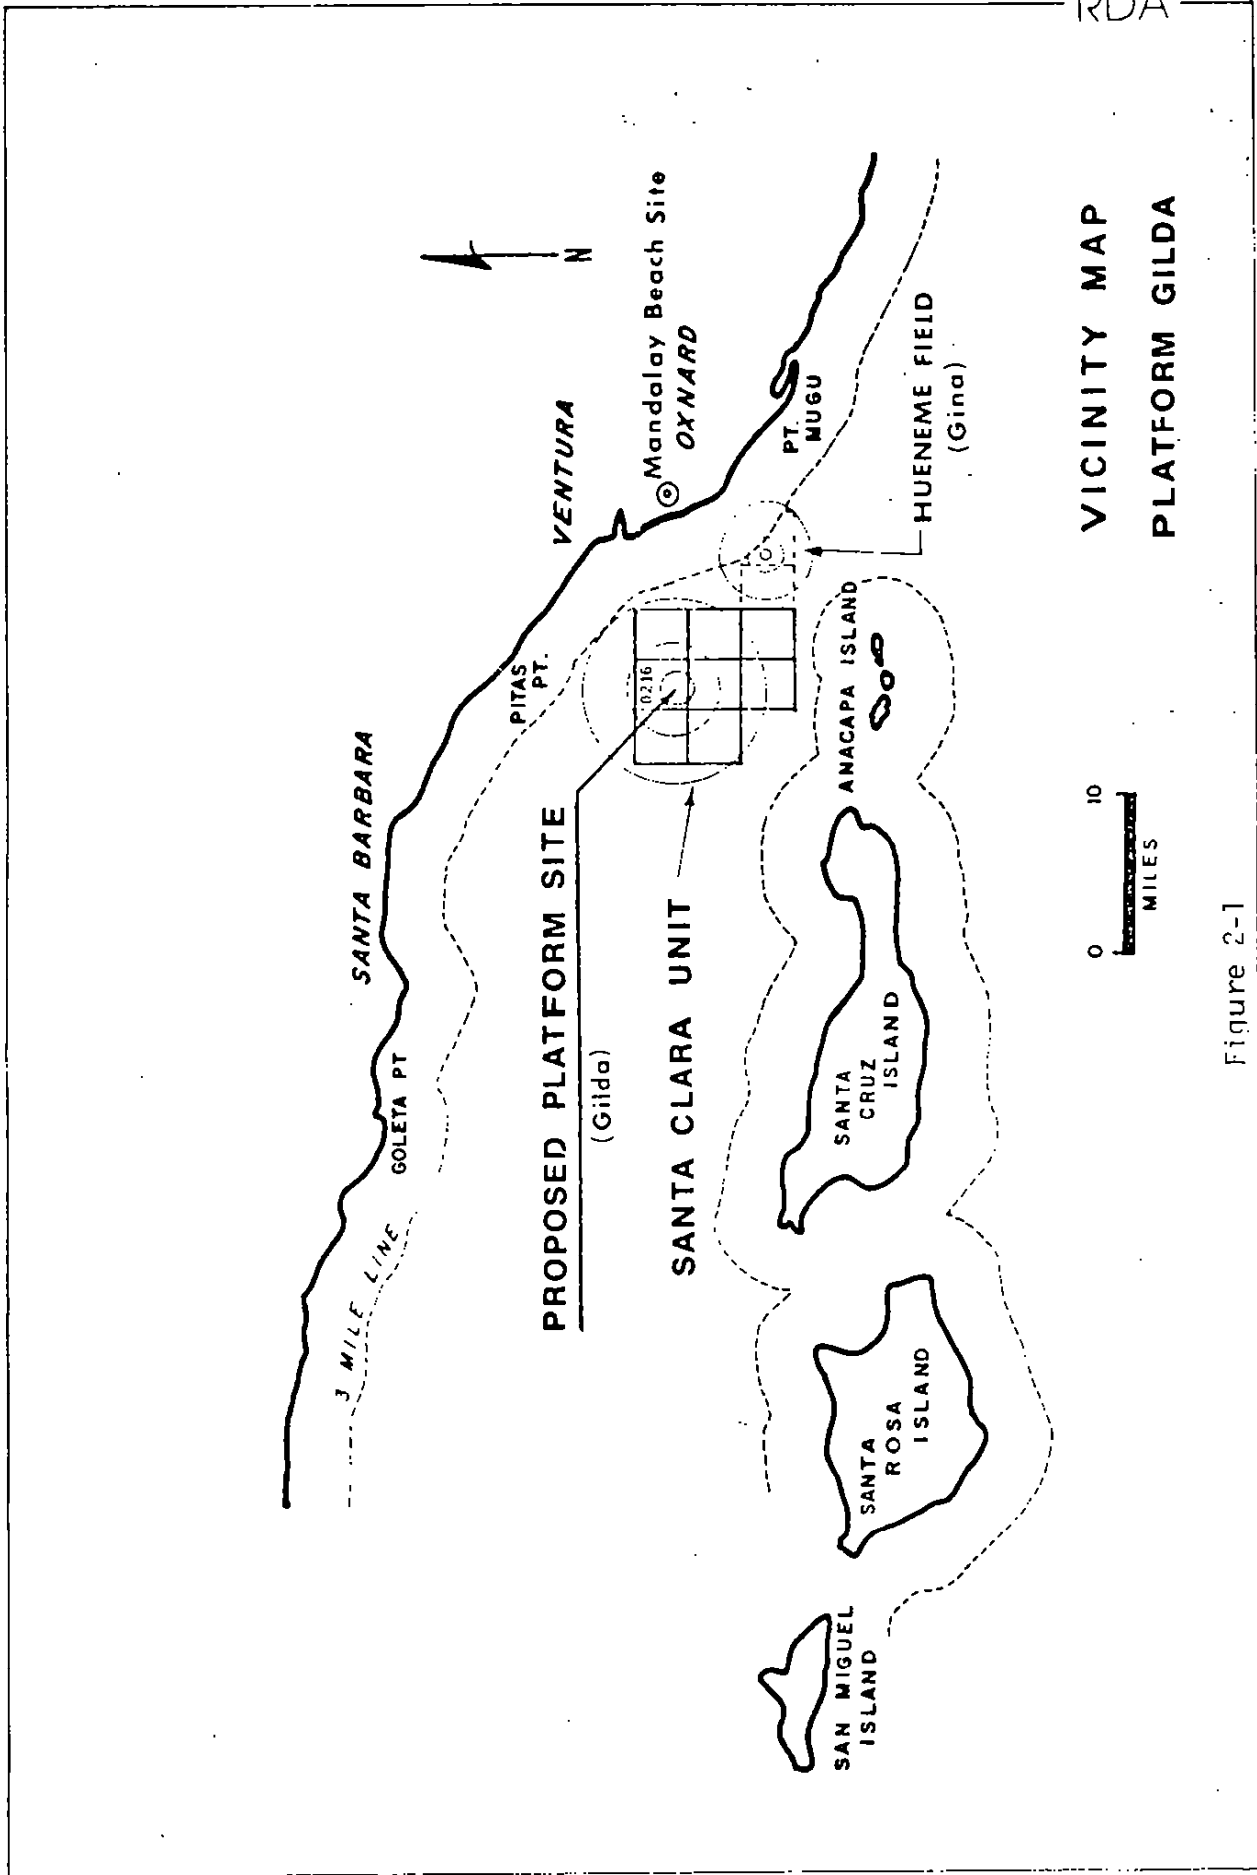 RDA
SANTA BARBARA
GOLETA PT
3 MILE LINE
PITAS
PT.
VENTURA
N
Mandalay Beach Site
OXNARD
PROPOSED PLATFORM SITE
(Gilda)
0216
SANTA CLARA UNIT
PT.
MUGU
HUENEME FIELD
(Gina)
ANACAPA ISLAND
SANTA
CRUZ
ISLAND
SANTA
ROSA
ISLAND
SAN MIGUEL
ISLAND
0 10
MILES
VICINITY MAP
PLATFORM GILDA
Figure 2-1